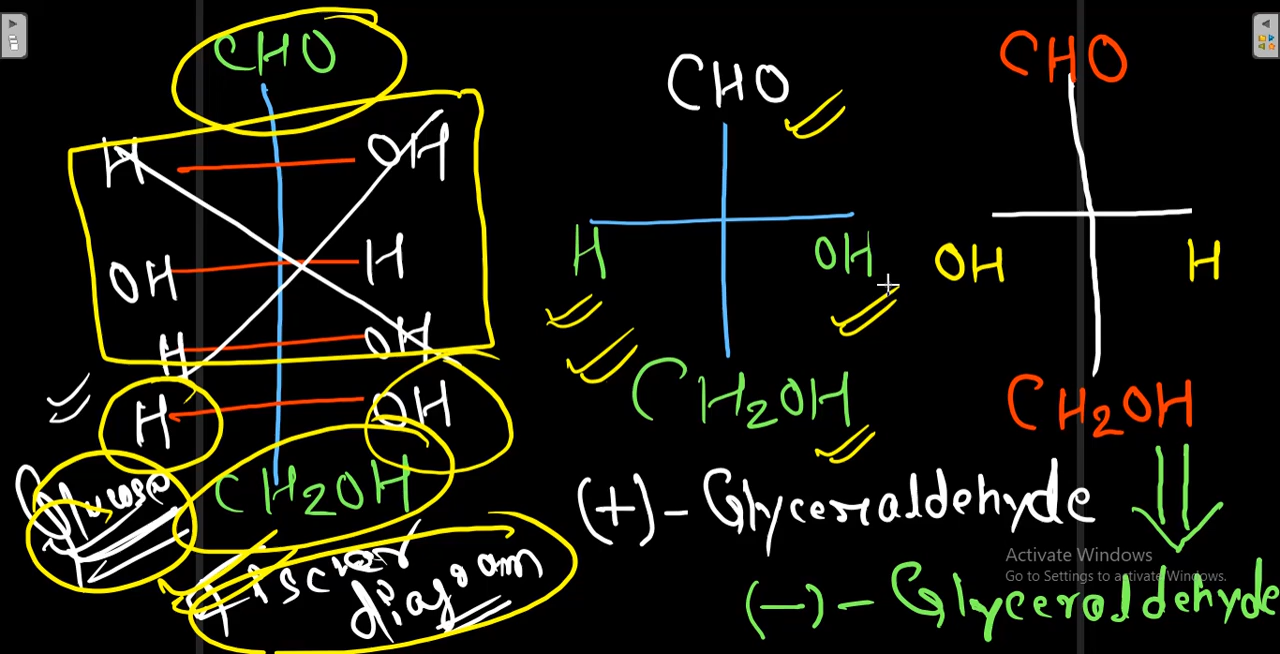 CHO
H OH
OH H
H OH
H OH
CH2OH
Glucose
Fischer
diagram
CHO
H OH
CH2OH
(+)- Glyceraldehyde
CHO
OH H
CH2OH
Activate Windows
Go to Settings to activate Windows.
(-)- Glyceraldehyde